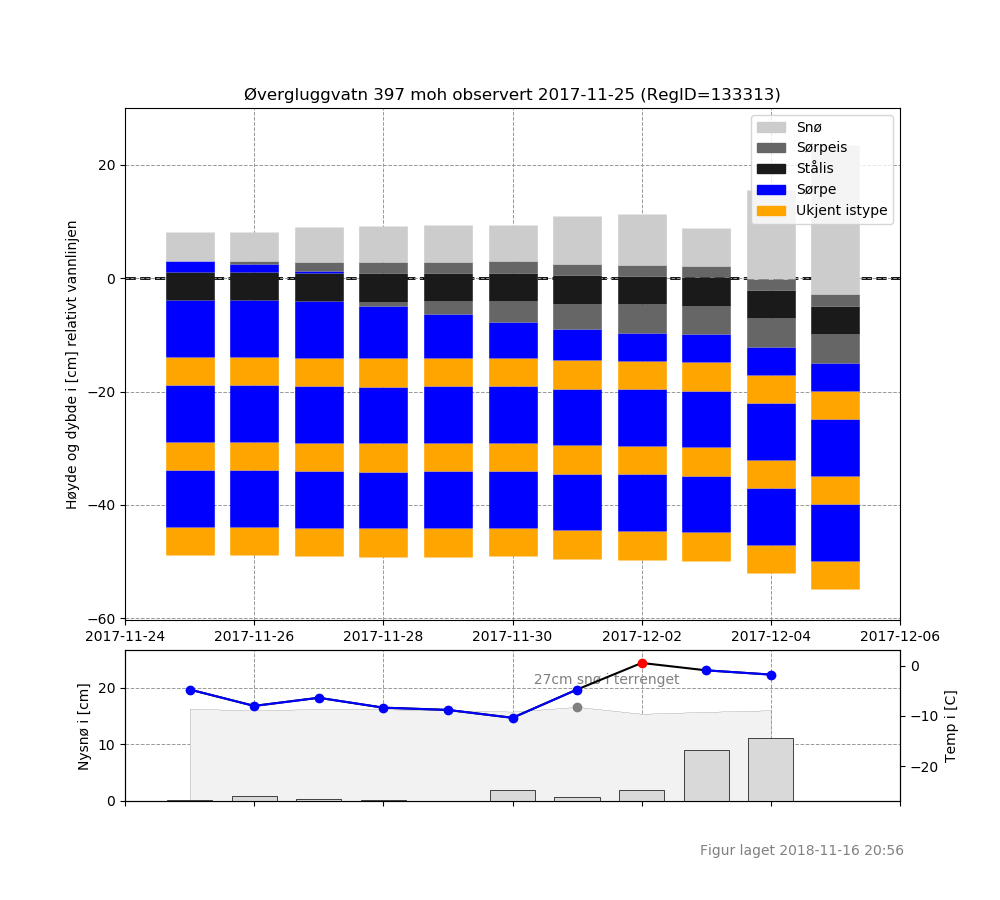 Øvergluggvatn 397 moh observert 2017-11-25 (RegID=133313)
Snø
Sørpeis
Stålis
Sørpe
Ukjent istype
Høyde og dybde i [cm] relativt vannlinjen
20
0
−20
−40
−60
2017-11-24 2017-11-26 2017-11-28 2017-11-30 2017-12-02 2017-12-04 2017-12-06
27cm snø i terrenget
Nysnø i [cm]
20
10
0
Temp i [C]
0
−10
−20
Figur laget 2018-11-16 20:56